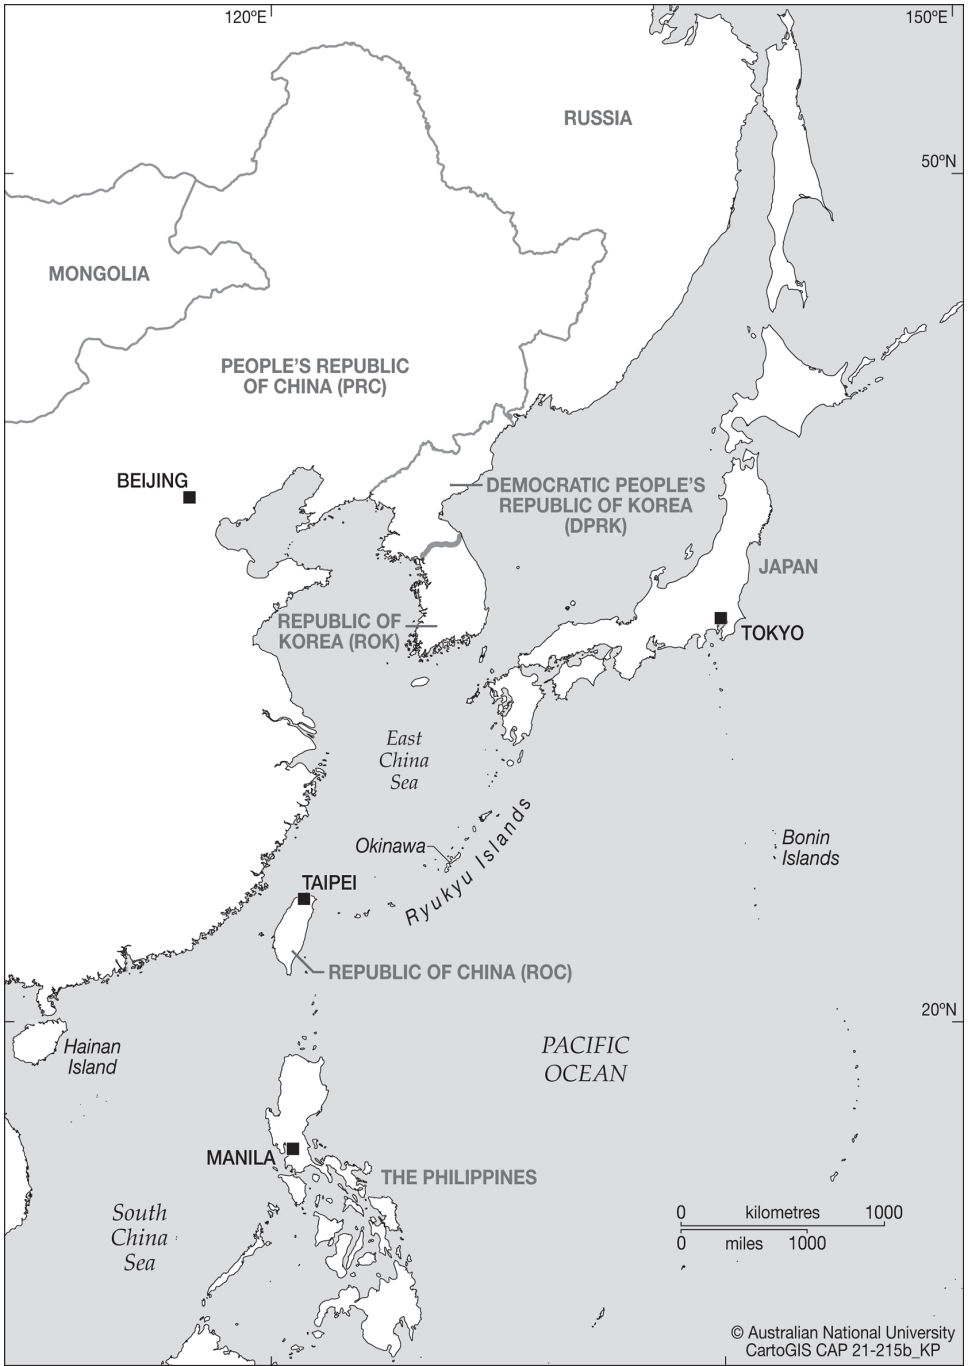 120ºE
150ºE
RUSSIA
50ºN
MONGOLIA
PEOPLE'S REPUBLIC
OF CHINA (PRC)
BEIJING
DEMOCRATIC PEOPLE'S
REPUBLIC OF KOREA
(DPRK)
JAPAN
REPUBLIC OF
KOREA (ROK)
TOKYO
East
China
Sea
Okinawa
Ryukyu Islands
Bonin
Islands
TAIPEI
REPUBLIC OF CHINA (ROC)
20ºN
Hainan
Island
PACIFIC
OCEAN
MANILA
THE PHILIPPINES
South
China
Sea
0 kilometres 1000
0 miles 1000
© Australian National University
CartoGIS CAP 21-215b_KP